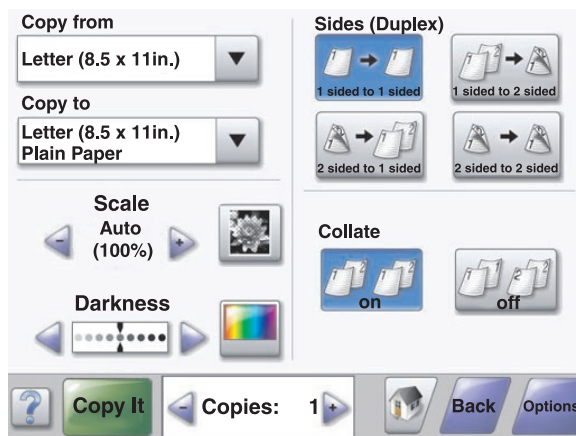 Copy from
Letter (8.5 x 11in.)
Copy to
Letter (8.5 x 11in.)
Plain Paper
Scale
Auto
(100%)
Darkness
Sides (Duplex)
1 sided to 1 sided
1 sided to 2 sided
2 sided to 1 sided
2 sided to 2 sided
Collate
on
off
?
Copy It
- Copies: 1 +
Back
Options